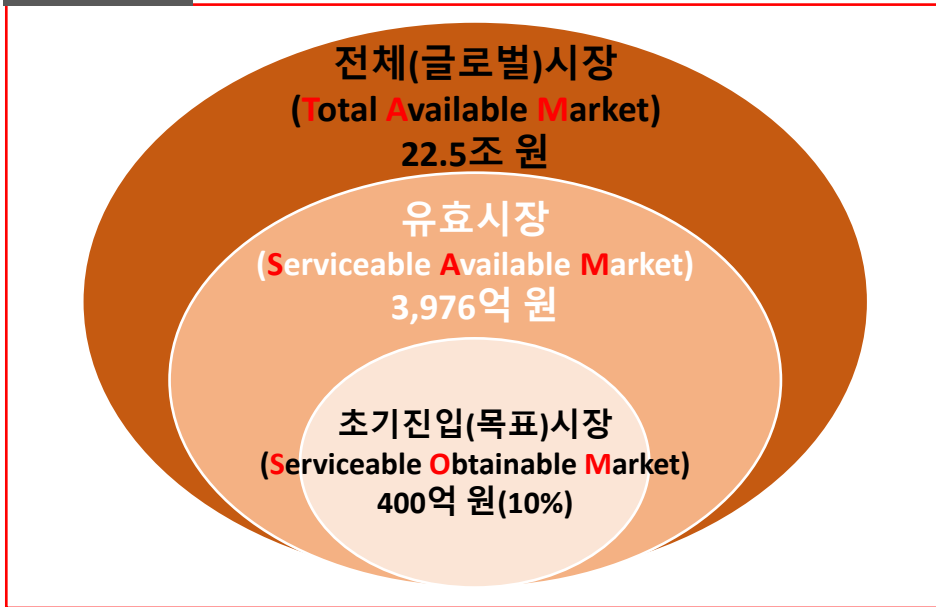 전체(글로벌)시장
(Total Available Market)
22.5조 원
유효시장
(Serviceable Available Market)
3,976억 원
초기진입(목표)시장
(Serviceable Obtainable Market)
400억 원(10%)